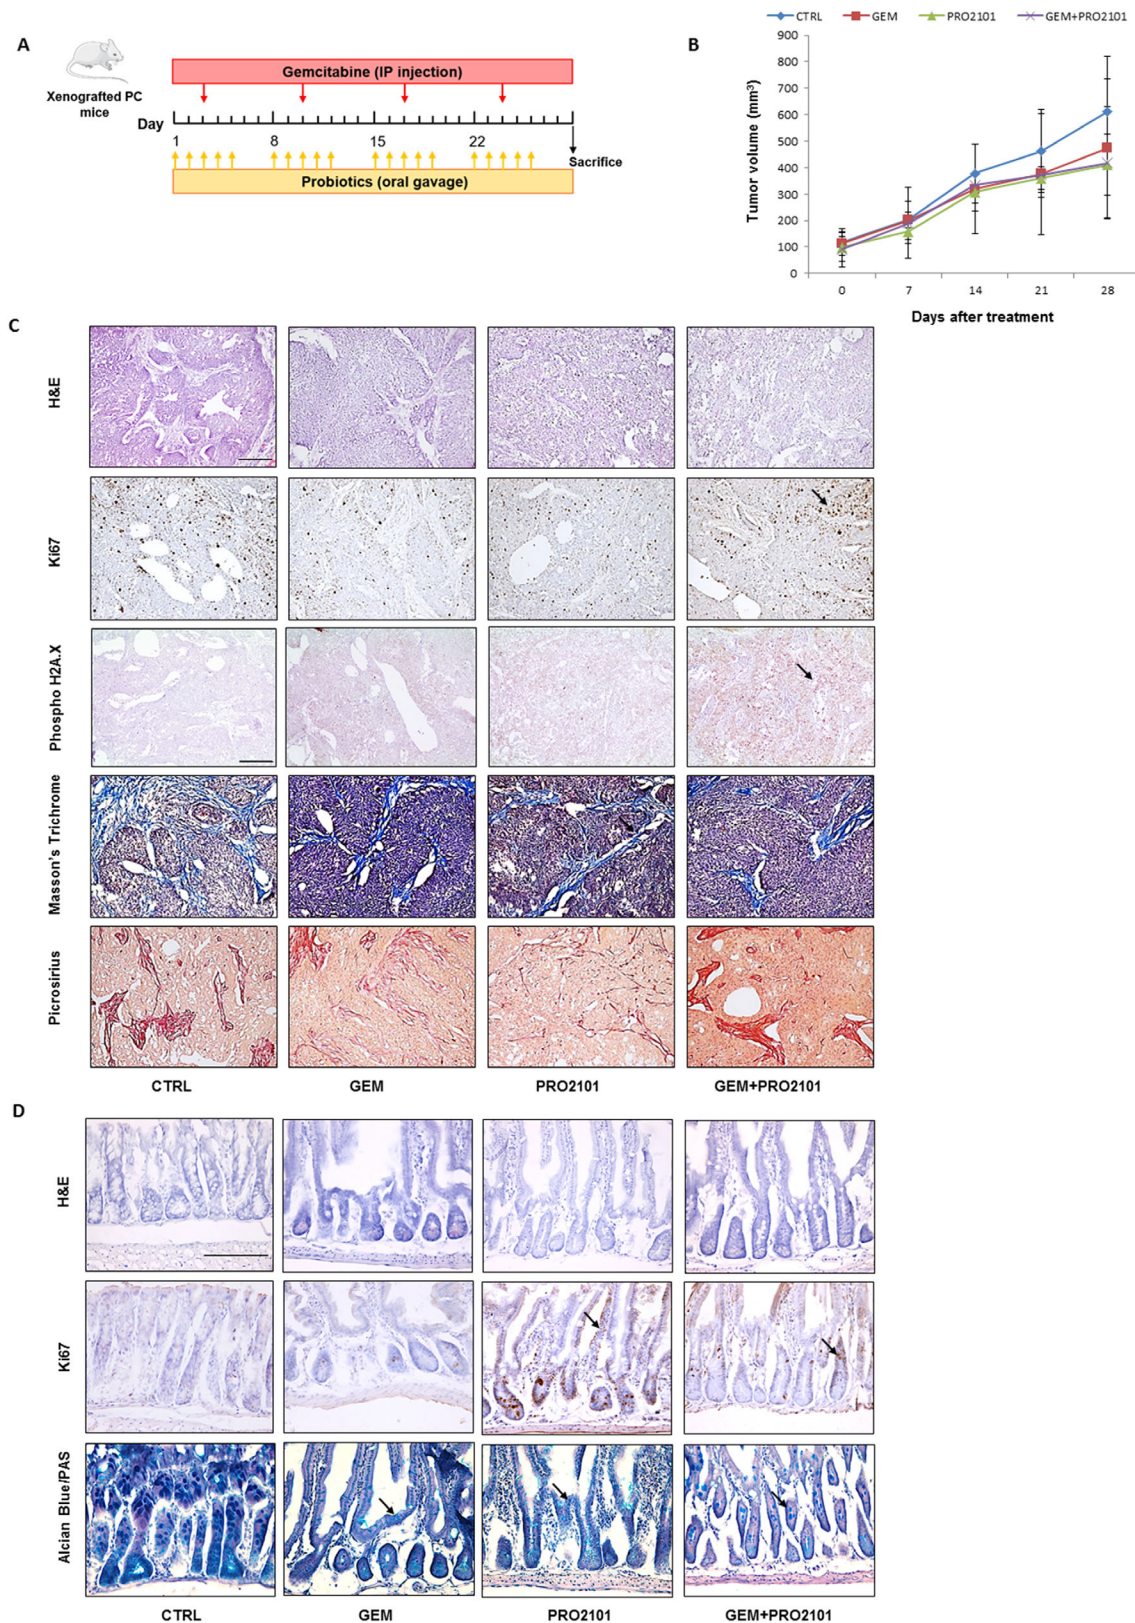 A
Xenografted PC
mice
Gemcitabine (IP injection)
Day
1 8 15 22
Sacrifice
Probiotics (oral gavage)
B
CTRL GEM PRO2101 GEM+PRO2101
Tumor volume (mm³)
900
800
700
600
500
400
300
200
100
0
0 7 14 21 28
Days after treatment
C
H&E
Ki67
Phospho H2A.X
Masson's Trichrome
Picrosirius
CTRL GEM PRO2101 GEM+PRO2101
D
H&E
Ki67
Alcian Blue/PAS
CTRL GEM PRO2101 GEM+PRO2101